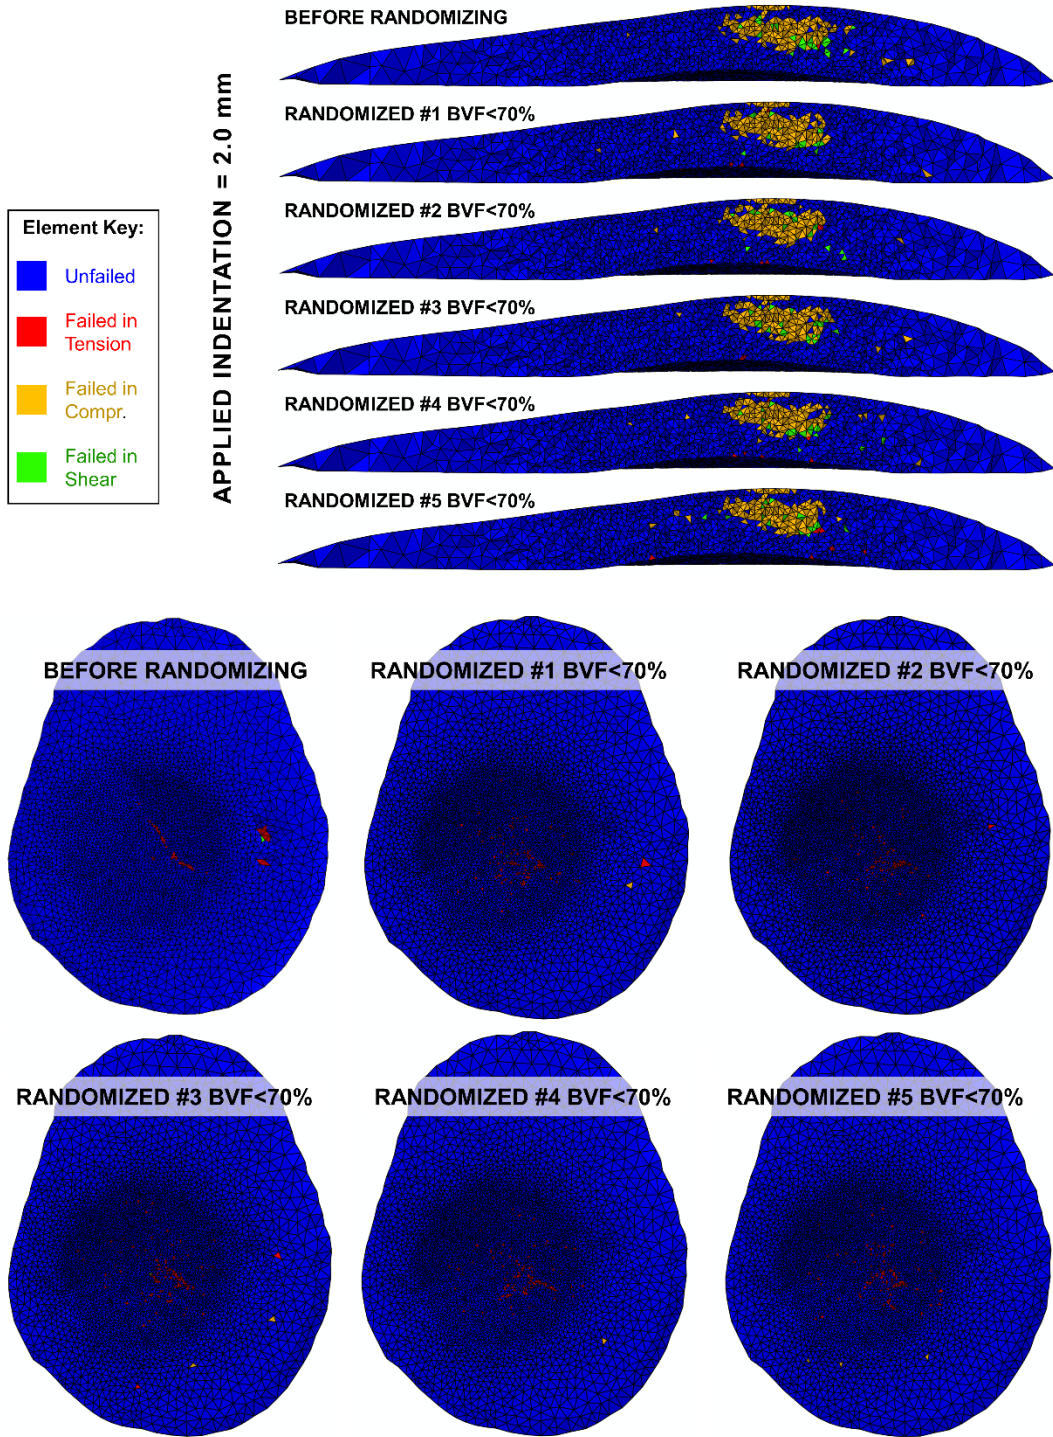 BEFORE RANDOMIZING
RANDOMIZED #1 BVF<70%
RANDOMIZED #2 BVF<70%
RANDOMIZED #3 BVF<70%
RANDOMIZED #4 BVF<70%
RANDOMIZED #5 BVF<70%
APPLIED INDENTATION = 2.0 mm
Element Key:
Unfailed
Failed in
Tension
Failed in
Compr.
Failed in
Shear
BEFORE RANDOMIZING
RANDOMIZED #1 BVF<70%
RANDOMIZED #2 BVF<70%
RANDOMIZED #3 BVF<70%
RANDOMIZED #4 BVF<70%
RANDOMIZED #5 BVF<70%